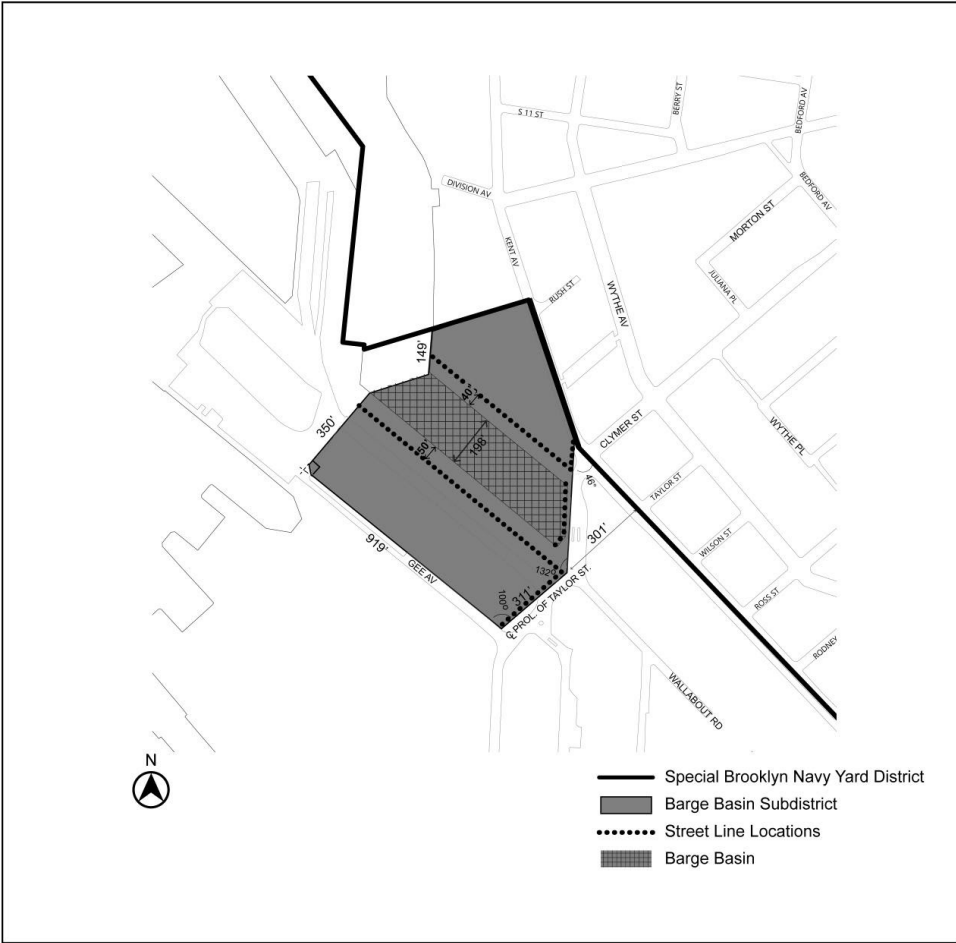 S 11 ST
BERRY ST
BEDFORD AV
DIVISION AV
BEDFORD AV
MORTON ST
KENT AV
JULIANA PL
RUSH ST
WYTHE AV
149'
40'
CLYMER ST
WYTHE PL
350'
50'
198
46°
TAYLOR ST
301'
WILSON ST
919'
GEE AV
132°
ROSS ST
100°
311'
℄ PROL. OF TAYLOR ST.
RODNEY
WALLABOUT RD
N
Special Brooklyn Navy Yard District
Barge Basin Subdistrict
Street Line Locations
Barge Basin